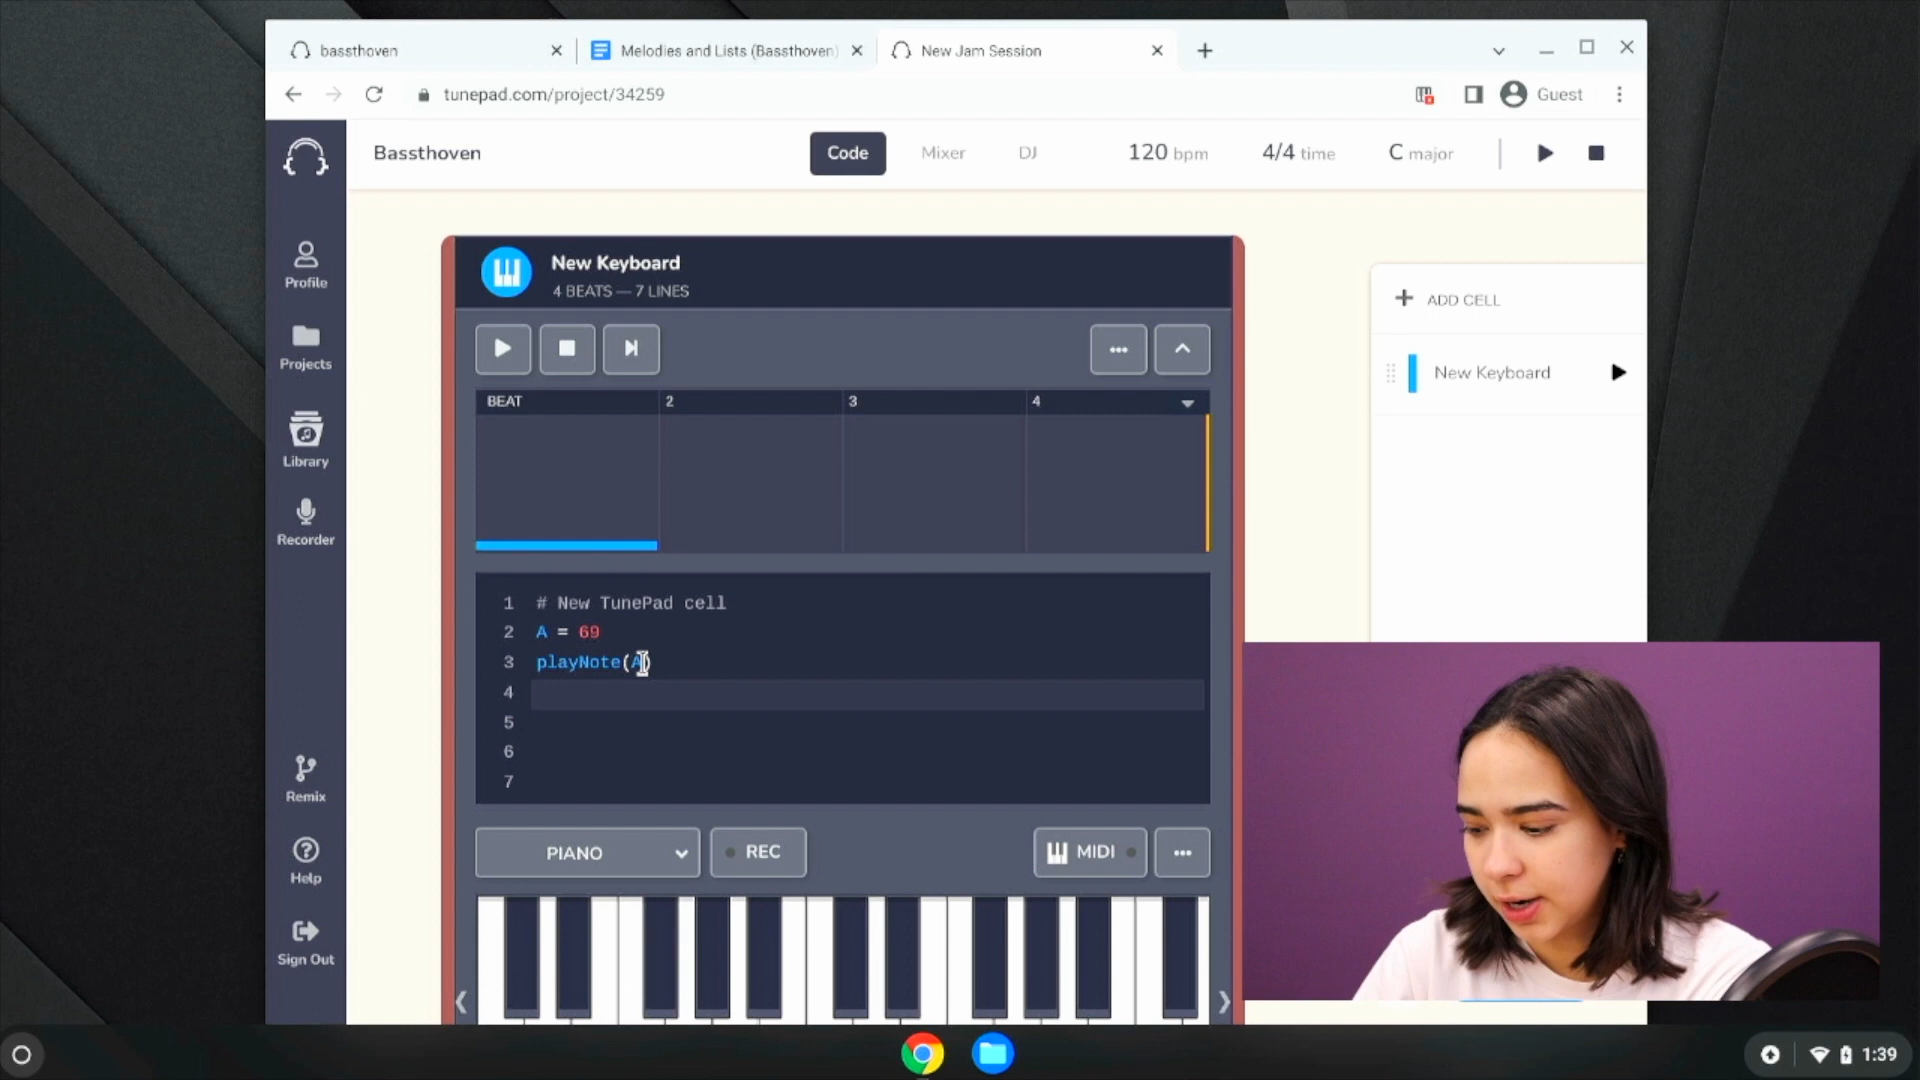 bassthoven
Melodies and Lists (Bassthoven)
New Jam Session
tunepad.com/project/34259
Guest
Bassthoven
Code
Mixer
DJ
120 bpm
4/4 time
C major
Profile
Projects
Library
Recorder
Remix
Help
Sign Out
New Keyboard
4 BEATS — 7 LINES
BEAT
2
3
4
1 # New TunePad cell
2 A = 69
3 playNote(A)
4
5
6
7
PIANO
REC
MIDI
+ ADD CELL
New Keyboard
1:39